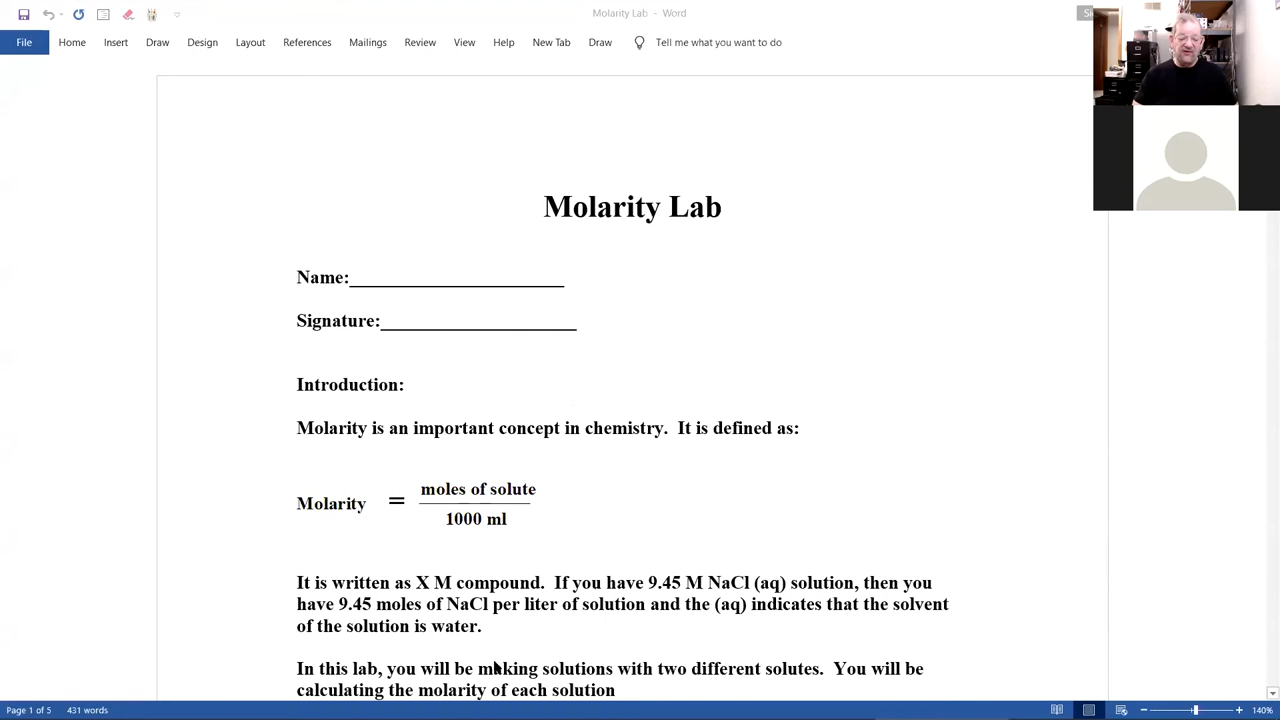 Molarity Lab - Word
File Home Insert Draw Design Layout References Mailings Review View Help New Tab Draw Tell me what you want to do
Molarity Lab
Name:
Signature:
Introduction:
Molarity is an important concept in chemistry. It is defined as:
Molarity = moles of solute
1000 ml
It is written as X M compound. If you have 9.45 M NaCl (aq) solution, then you
have 9.45 moles of NaCl per liter of solution and the (aq) indicates that the solvent
of the solution is water.
In this lab, you will be making solutions with two different solutes. You will be
calculating the molarity of each solution
Page 1 of 5 431 words 140%